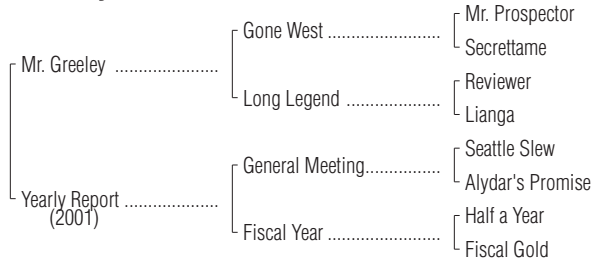 Mr. Prospector
Gone West ......................
Secrettame
Mr. Greeley ....................
Reviewer
Long Legend ...................
Lianga
Seattle Slew
General Meeting...............
Alydar's Promise
Yearly Report ..................
(2001)
Half a Year
Fiscal Year ......................
Fiscal Gold